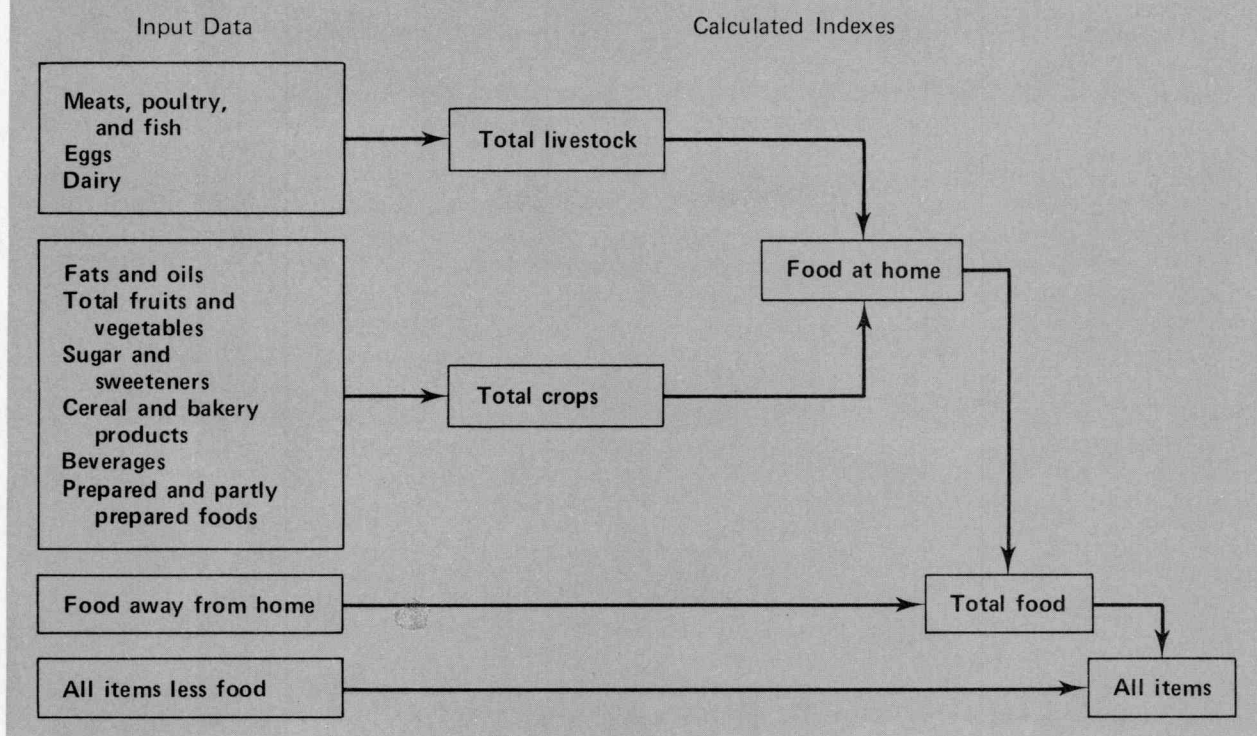 Input Data
Calculated Indexes
Meats, poultry,
and fish
Eggs
Dairy
Total livestock
Food at home
Fats and oils
Total fruits and
vegetables
Sugar and
sweeteners
Cereal and bakery
products
Beverages
Prepared and partly
prepared foods
Total crops
Food away from home
Total food
All items less food
All items